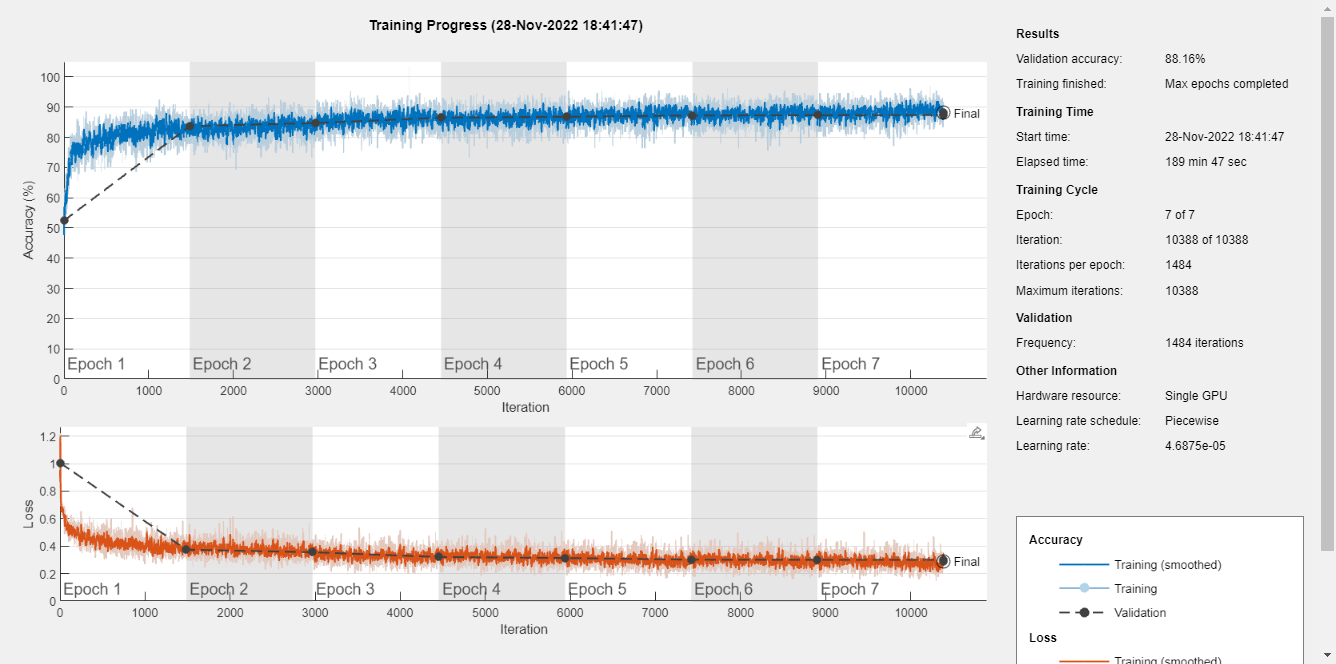 Training Progress (28-Nov-2022 18:41:47)
100
90
80
70
60
50
40
30
20
10
0
Accuracy (%)
Final
Epoch 1 Epoch 2 Epoch 3 Epoch 4 Epoch 5 Epoch 6 Epoch 7
0 1000 2000 3000 4000 5000 6000 7000 8000 9000 10000
Iteration
1.2
1
0.8
0.6
0.4
0.2
0
Loss
Final
Epoch 1 Epoch 2 Epoch 3 Epoch 4 Epoch 5 Epoch 6 Epoch 7
0 1000 2000 3000 4000 5000 6000 7000 8000 9000 10000
Iteration
Results
Validation accuracy: 88.16%
Training finished: Max epochs completed
Training Time
Start time: 28-Nov-2022 18:41:47
Elapsed time: 189 min 47 sec
Training Cycle
Epoch: 7 of 7
Iteration: 10388 of 10388
Iterations per epoch: 1484
Maximum iterations: 10388
Validation
Frequency: 1484 iterations
Other Information
Hardware resource: Single GPU
Learning rate schedule: Piecewise
Learning rate: 4.6875e-05
Accuracy
Training (smoothed)
Training
Validation
Loss
Training (smoothed)